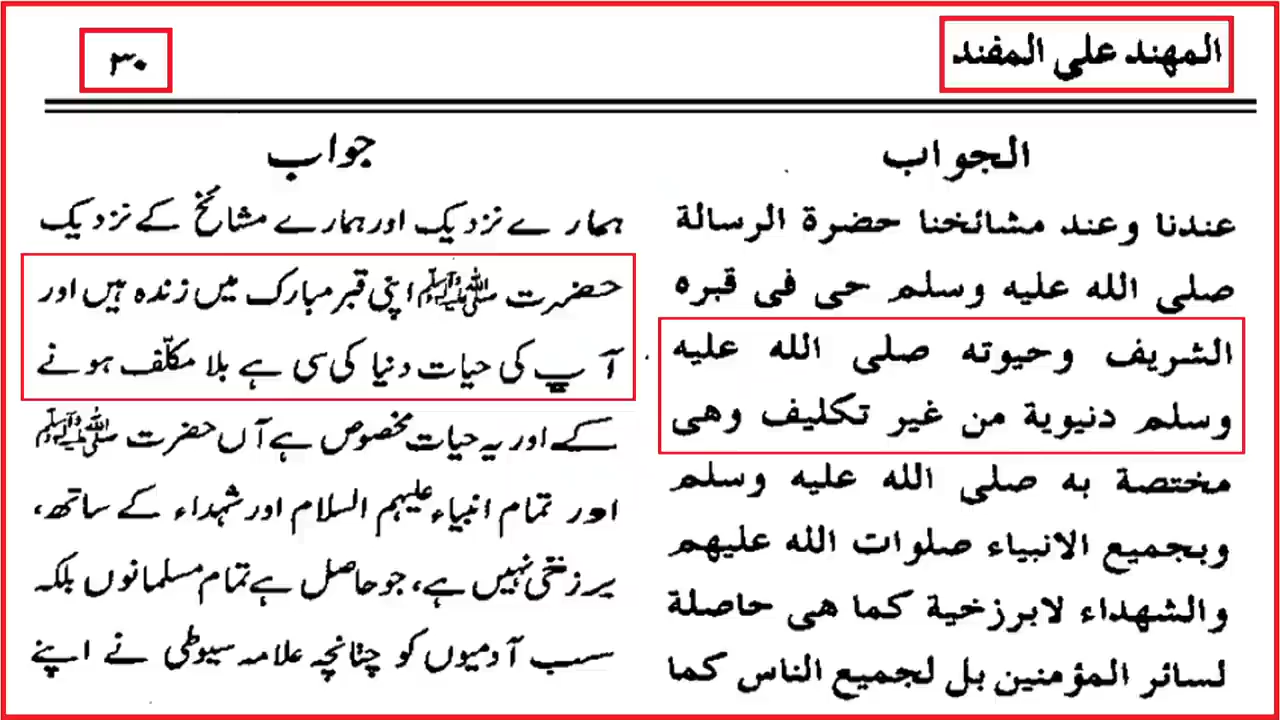 المهند علی المفند
۳۰
الجواب
عندنا وعند مشائخنا حضرة الرسالة
صلی الله علیه وسلم حی فی قبره
الشریف وحیوته صلی الله علیه
وسلم دنیویة من غیر تکلیف وهی
مختصة به صلی الله علیه وسلم
وبجمیع الانبیاء صلوات الله علیهم
والشهداء لابرزخیة کما هی حاصلة
لسائر المؤمنین بل لجمیع الناس کما
جواب
ہمارے نزدیک اور ہمارے مشائخ کے نزدیک
حضرت ﷺ اپنی قبر مبارک میں زندہ ہیں اور
آپ کی حیات دنیا کی سی ہے بلا مکلّف ہونے
کے اور یہ حیات مخصوص ہے آں حضرت ﷺ
اور تمام انبیاء علیہم السلام اور شہداء کے ساتھ،
برزخی نہیں ہے، جو حاصل ہے تمام مسلمانوں بلکہ
سب آدمیوں کو چنانچہ علامہ سیوطی نے اپنے